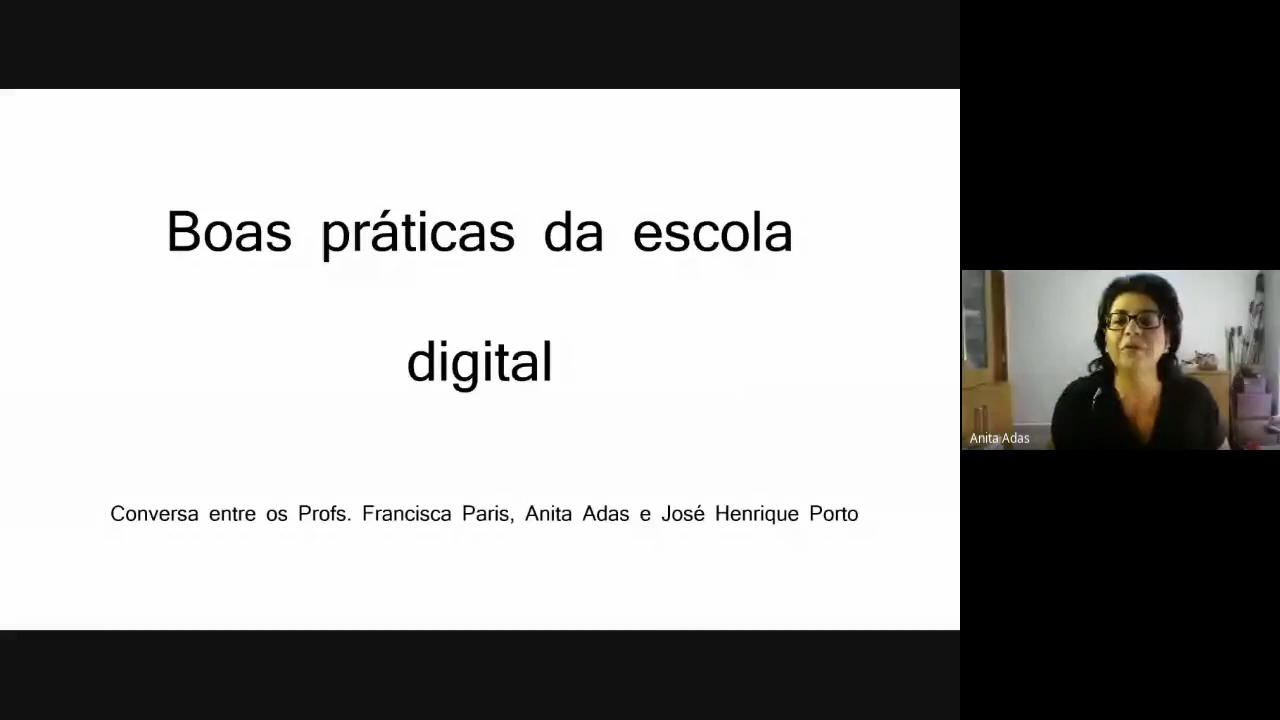 Boas práticas da escola
digital
Conversa entre os Profs. Francisca Paris, Anita Adas e José Henrique Porto
Anita Adas